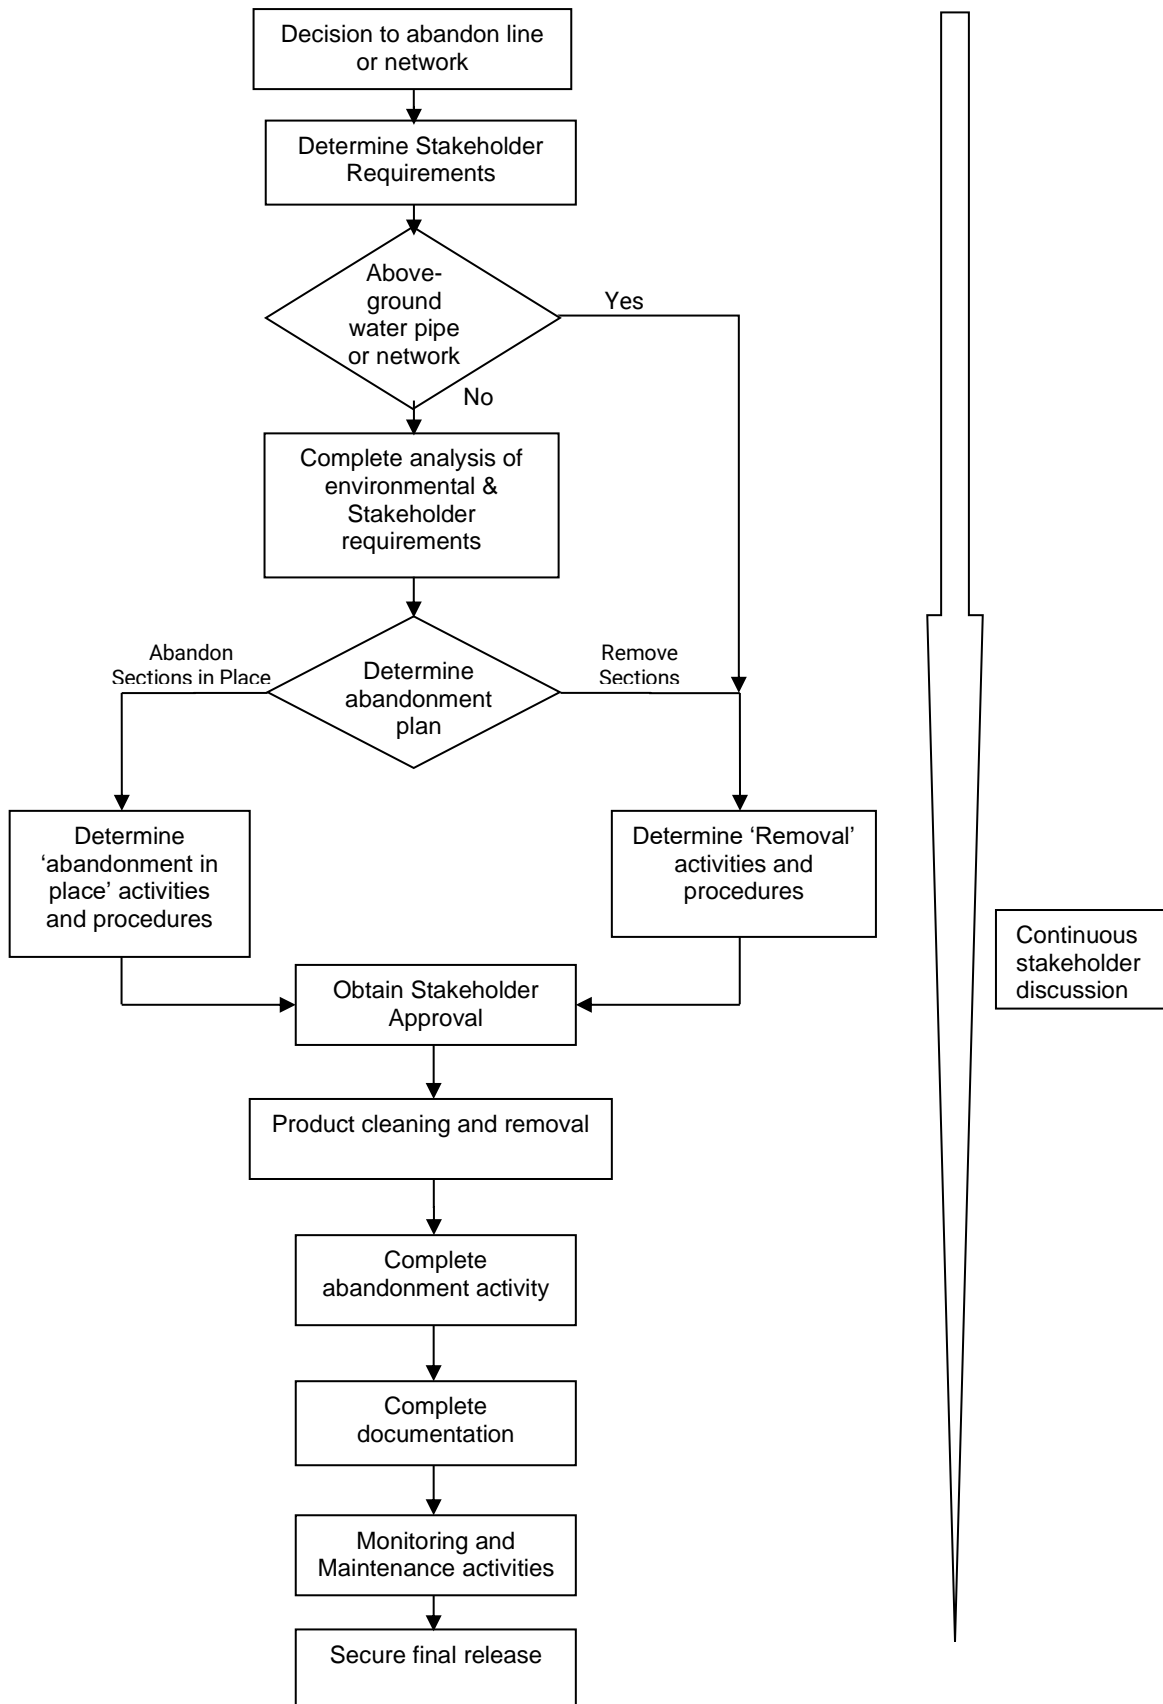 Decision to abandon line
or network
Determine Stakeholder
Requirements
Above-
ground
water pipe
or network
Yes
No
Complete analysis of
environmental &
Stakeholder
requirements
Abandon
Sections in Place
Determine
abandonment
plan
Remove
Sections
Determine
‘abandonment in
place’ activities
and procedures
Determine ‘Removal’
activities and
procedures
Continuous
stakeholder
discussion
Obtain Stakeholder
Approval
Product cleaning and removal
Complete
abandonment activity
Complete
documentation
Monitoring and
Maintenance activities
Secure final release